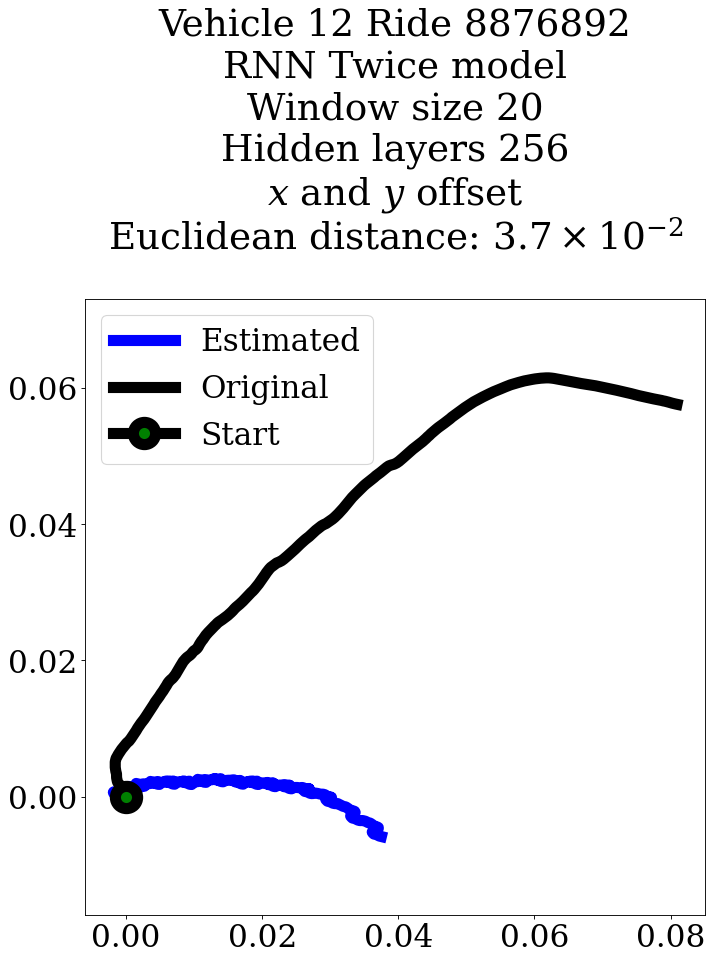 Vehicle 12 Ride 8876892
RNN Twice model
Window size 20
Hidden layers 256
x and y offset
Euclidean distance: 3.7 × 10⁻²
Estimated
Original
Start
0.06
0.04
0.02
0.00
0.00 0.02 0.04 0.06 0.08